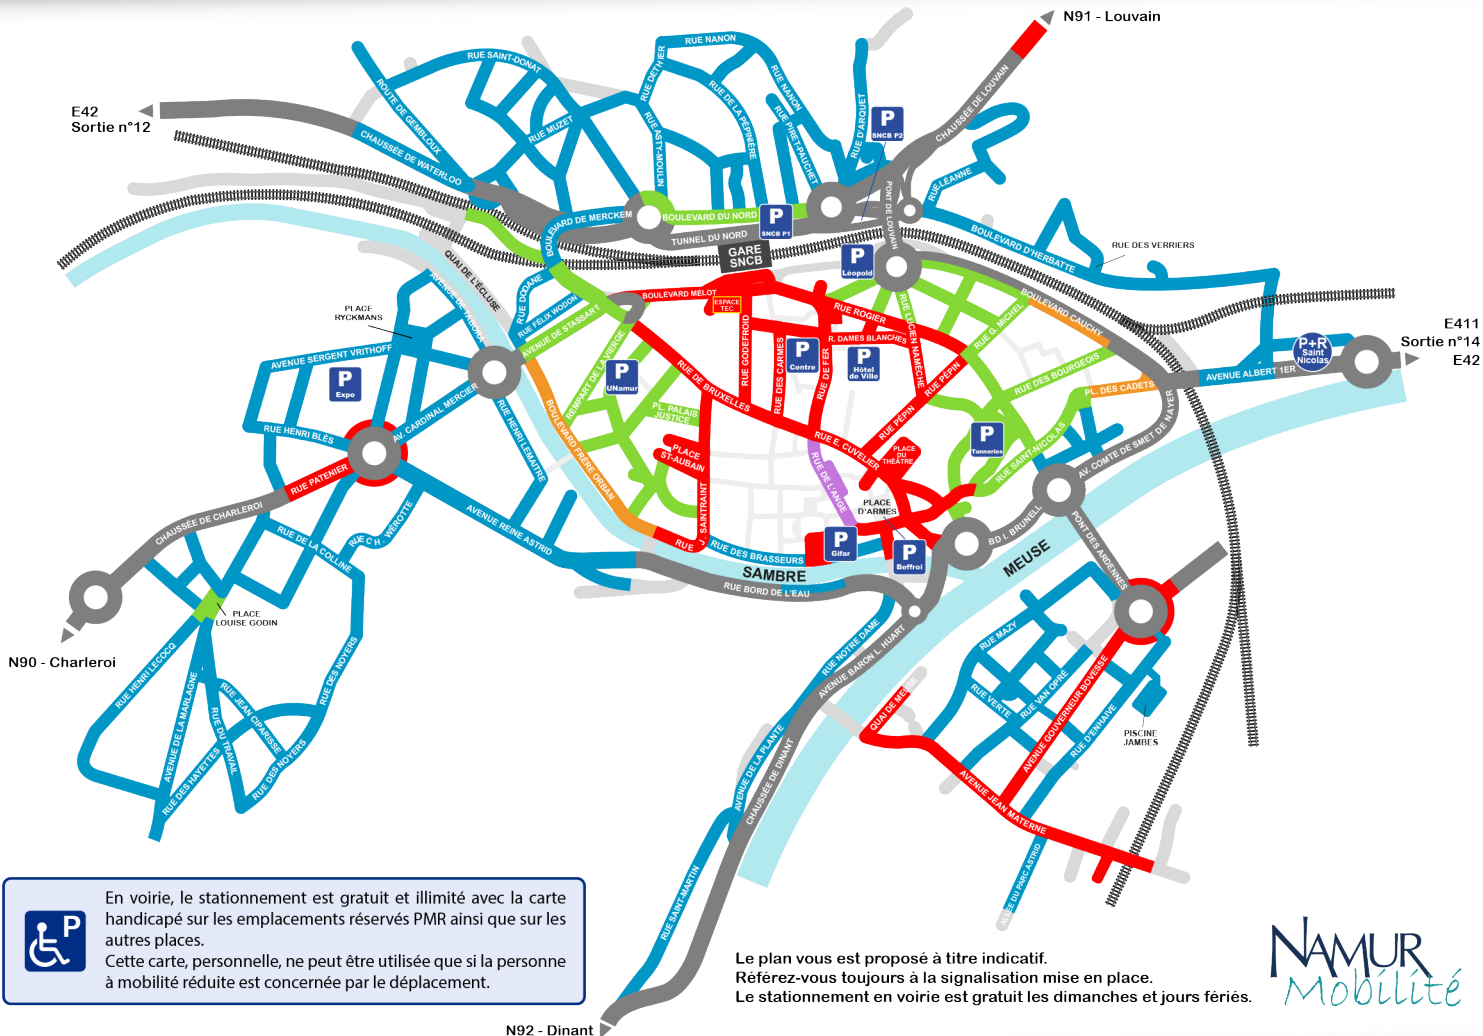 N91 - Louvain
E42
Sortie n°12
RUE SAINT-DONAT
RUE NANON
RUE DETHIER
ROUTE DE GEMBLOUX
RUE DE LA PÉPINIÈRE
RUE NANON
RUE PIRET-PAUCHET
RUE D'ARQUET
P
SNCB P2
CHAUSSÉE DE LOUVAIN
CHAUSSÉE DE WATERLOO
RUE MUZET
RUE ASTY-MOULIN
RUE LÉANNE
PONT DE LOUVAIN
BOULEVARD DE MERCKEM
BOULEVARD DU NORD
P
SNCB P1
TUNNEL DU NORD
GARE
SNCB
P
Léopold
BOULEVARD D'HERBATTE
RUE DES VERRIERS
QUAI DE L'ÉCLUSE
AVENUE DE TABORA
RUE DODANE
RUE FÉLIX WODON
AVENUE DE STASSART
BOULEVARD MÉLOT
ESPACE
TEC
RUE ROGIER
RUE LUCIEN NAMÊCHE
RUE G. MICHEL
BOULEVARD CAUCHY
PLACE
RYCKMANS
AVENUE SERGENT VRITHOFF
P
Expo
AV. CARDINAL MERCIER
RUE HENRI BLÈS
REMPART DE LA VIERGE
P
UNamur
RUE DE BRUXELLES
RUE GODEFROID
RUE DES CARMES
P
Centre
RUE DE FER
R. DAMES BLANCHES
P
Hôtel
de Ville
RUE PÉPIN
RUE PÉPIN
RUE DES BOURGEOIS
PL. DES CADETS
E411
Sortie n°14
E42
P+R
Saint
Nicolas
AVENUE ALBERT 1ER
PL. PALAIS
JUSTICE
PLACE
ST-AUBAIN
RUE HENRI LEMAITRE
BOULEVARD FRÈRE ORBAN
RUE E. CUVELIER
PLACE
DU
THÉÂTRE
P
Tanneries
RUE SAINT-NICOLAS
AV. COMTE DE SMET DE NAYER
RUE PATENIER
CHAUSSÉE DE CHARLEROI
RUE DE L'ANGE
PLACE
D'ARMES
AVENUE REINE ASTRID
RUE DE LA COLLINE
RUE CH. WÉROTTE
RUE J. SAINTRAINT
RUE DES BRASSEURS
P
Gifar
P
Beffroi
BD I. BRUNELL
PONT DES ARDENNES
MEUSE
SAMBRE
RUE BORD DE L'EAU
PLACE
LOUISE GODIN
N90 - Charleroi
RUE HENRI LECOCQ
AVENUE DE LA MARLAGNE
RUE JEAN CIPARISSE
RUE DU TRAVAIL
RUE DES HAYETTES
RUE DES NOYERS
RUE DES NOYERS
RUE NOTRE DAME
AVENUE BARON L. HUART
QUAI DE MEUSE
RUE MAZY
RUE VERTE
RUE VAN OPRÉ
AVENUE GOUVERNEUR BOVESSE
RUE D'ENHAIVE
PISCINE
JAMBES
AVENUE DE LA PLANTE
CHAUSSÉE DE DINANT
AVENUE JEAN MATERNE
ALLÉE DU PARC ASTRID
RUE SAINT-MARTIN
N92 - Dinant
P
En voirie, le stationnement est gratuit et illimité avec la carte
handicapé sur les emplacements réservés PMR ainsi que sur les
autres places.
Cette carte, personnelle, ne peut être utilisée que si la personne
à mobilité réduite est concernée par le déplacement.
Le plan vous est proposé à titre indicatif.
Référez-vous toujours à la signalisation mise en place.
Le stationnement en voirie est gratuit les dimanches et jours fériés.
NAMUR
Mobilité